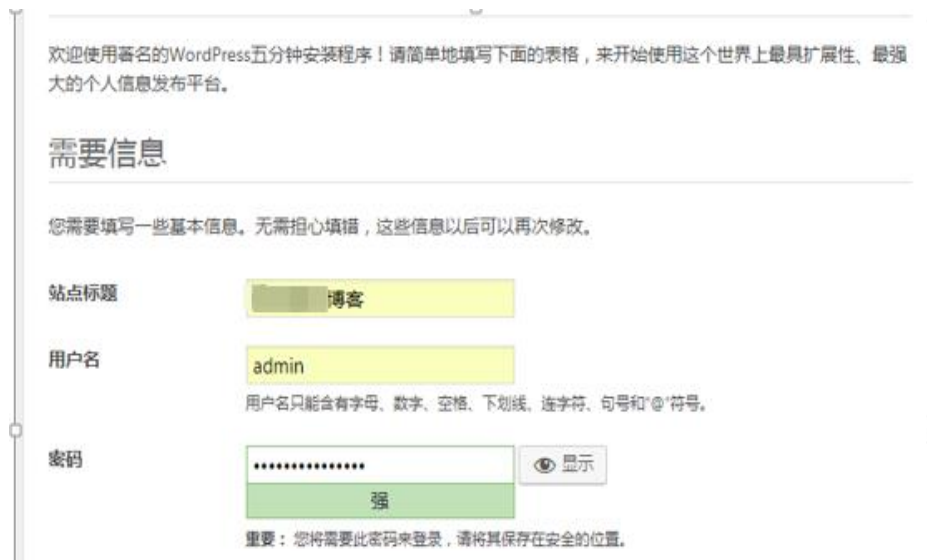 欢迎使用著名的WordPress五分钟安装程序！请简单地填写下面的表格，来开始使用这个世界上最具扩展性、最强
大的个人信息发布平台。
需要信息
您需要填写一些基本信息。无需担心填错，这些信息以后可以再次修改。
站点标题
博客
用户名
admin
用户名只能含有字母、数字、空格、下划线、连字符、句号和"@"符号。
密码
•••••••••••••••
显示
强
重要：您将需要此密码来登录，请将其保存在安全的位置。